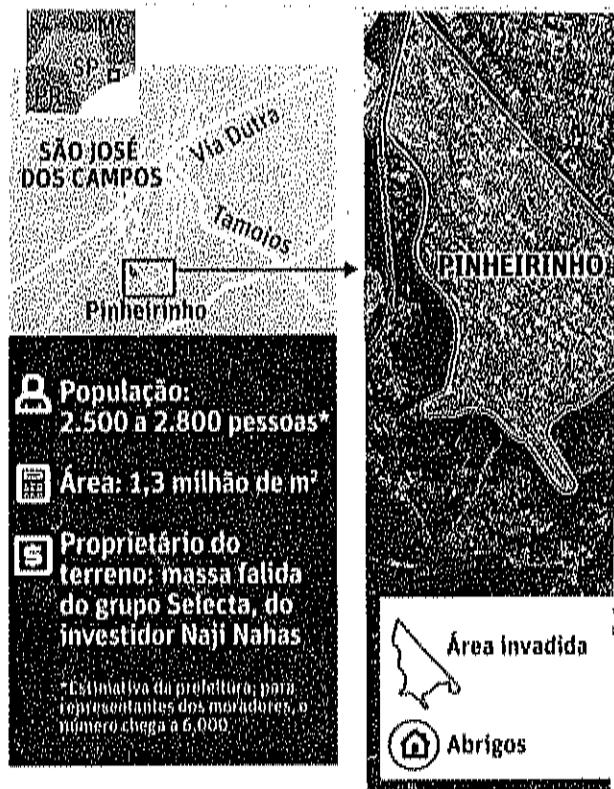 MG
SP
PR
SÃO JOSÉ
DOS CAMPOS
Via Dutra
Tamoios
Pinheirinho
População:
2.500 a 2.800 pessoas*
Área: 1,3 milhão de m²
Proprietário do
terreno: massa falida
do grupo Selecta, do
investidor Naji Nahas
*Estimativa da prefeitura; para
representantes dos moradores, o
número chega a 6.000
PINHEIRINHO
Área invadida
Abrigos